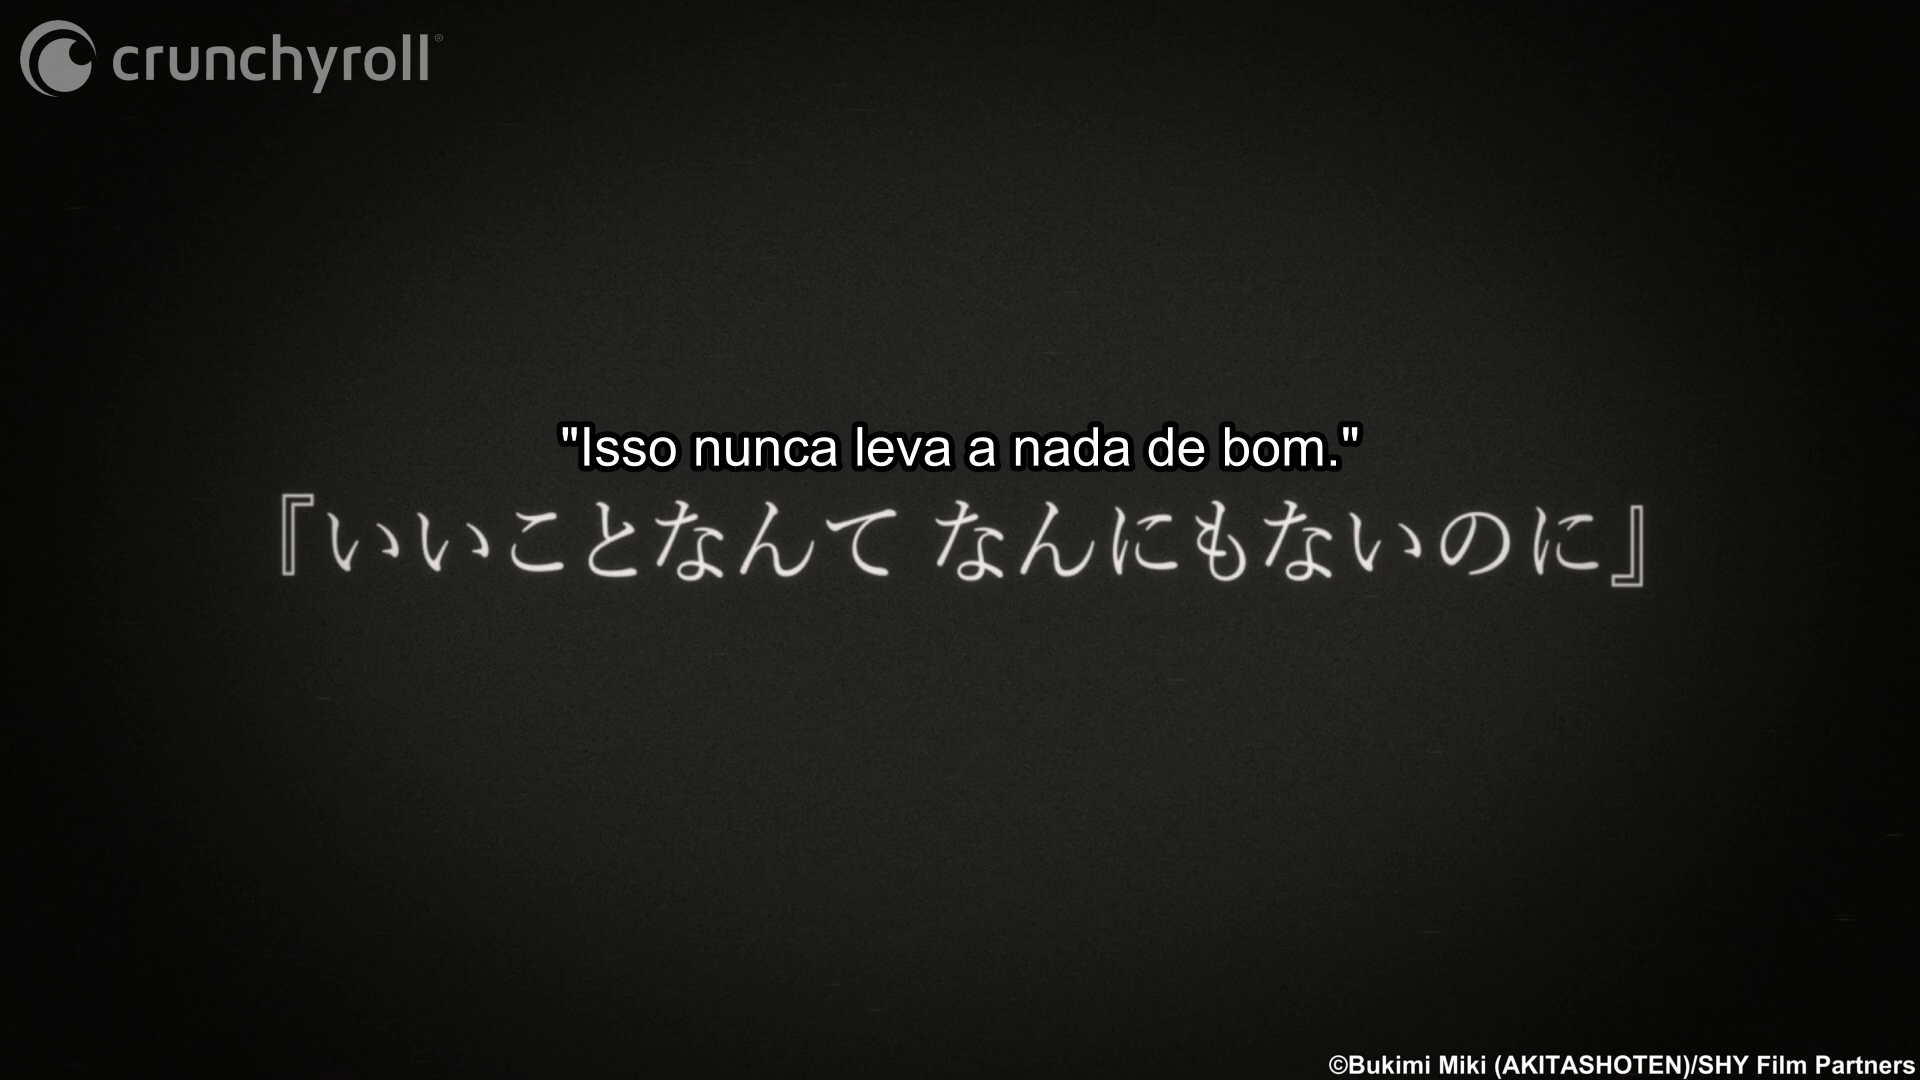 crunchyroll®
"Isso nunca leva a nada de bom."
『いいことなんて なんにもないのに』
©Bukimi Miki (AKITASHOTEN)/SHY Film Partners